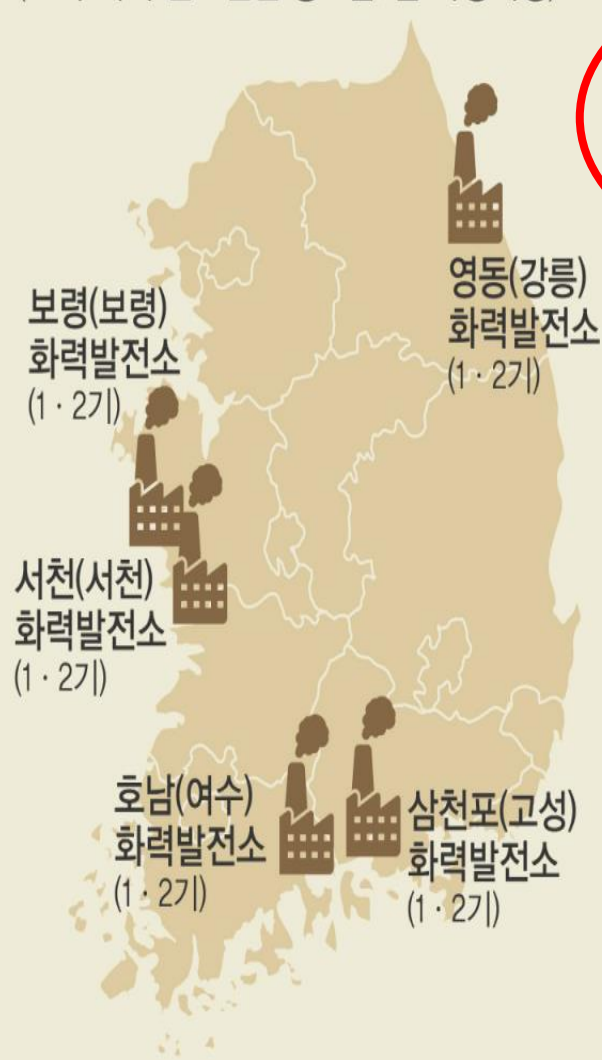 보령(보령)
화력발전소
(1 · 2기)
영동(강릉)
화력발전소
(1 · 2기)
서천(서천)
화력발전소
(1 · 2기)
호남(여수)
화력발전소
(1 · 2기)
삼천포(고성)
화력발전소
(1 · 2기)